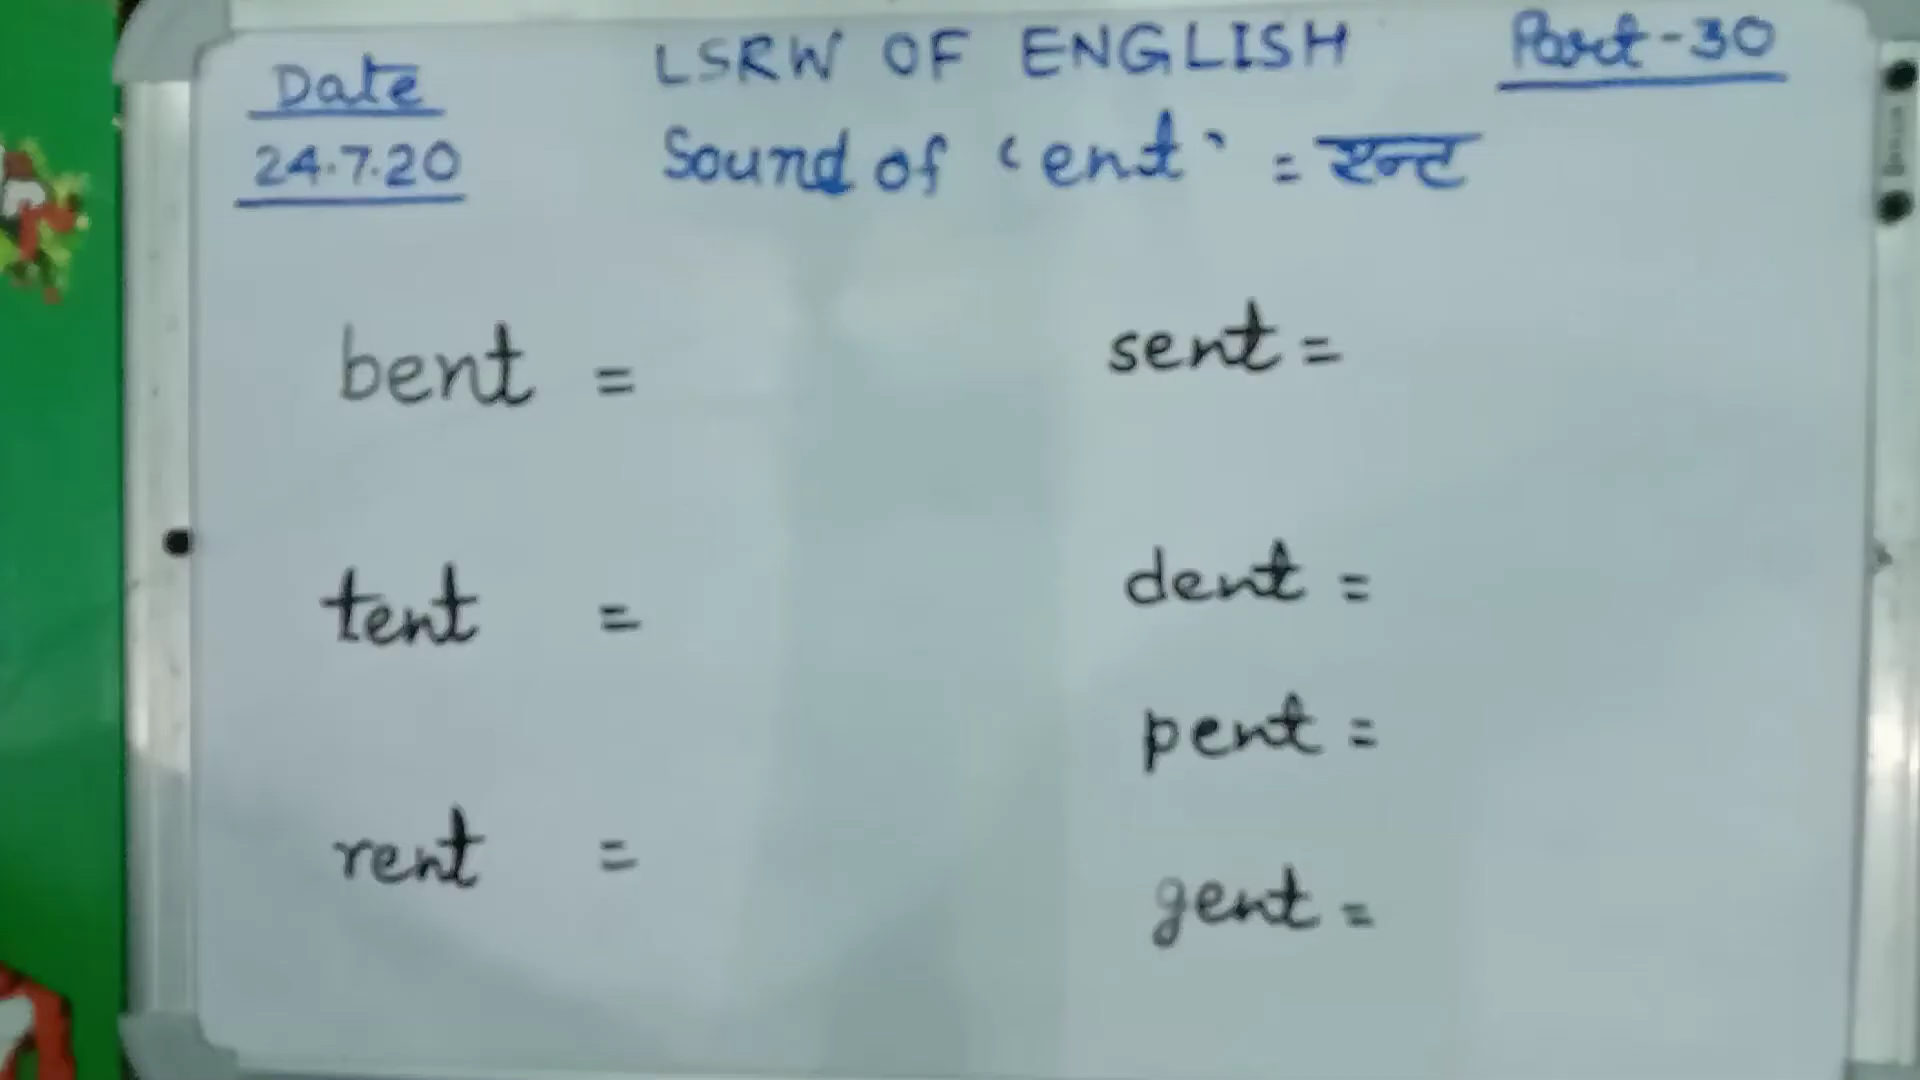 Date
24.7.20
LSRW OF ENGLISH
Part-30
Sound of 'ent' = एन्ट
bent =
tent =
rent =
sent =
dent =
pent =
gent =